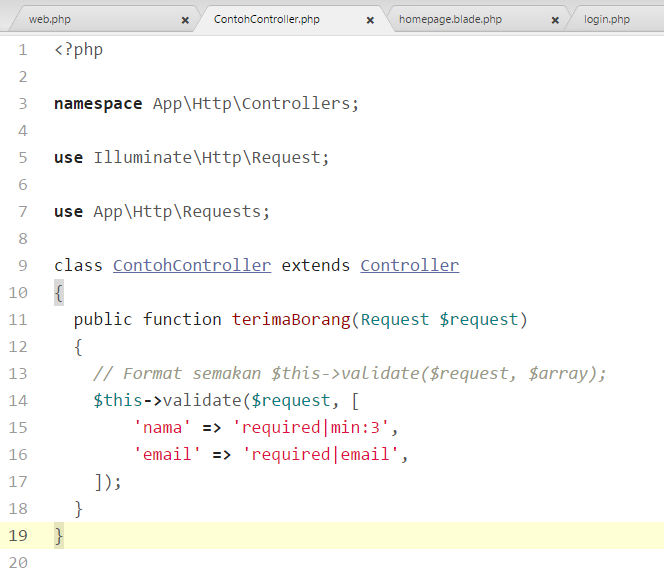 web.php × ContohController.php × homepage.blade.php × login.php
1 <?php
2
3 namespace App\Http\Controllers;
4
5 use Illuminate\Http\Request;
6
7 use App\Http\Requests;
8
9 class ContohController extends Controller
10 {
11 public function terimaBorang(Request $request)
12 {
13 // Format semakan $this->validate($request, $array);
14 $this->validate($request, [
15 'nama' => 'required|min:3',
16 'email' => 'required|email',
17 ]);
18 }
19 }
20